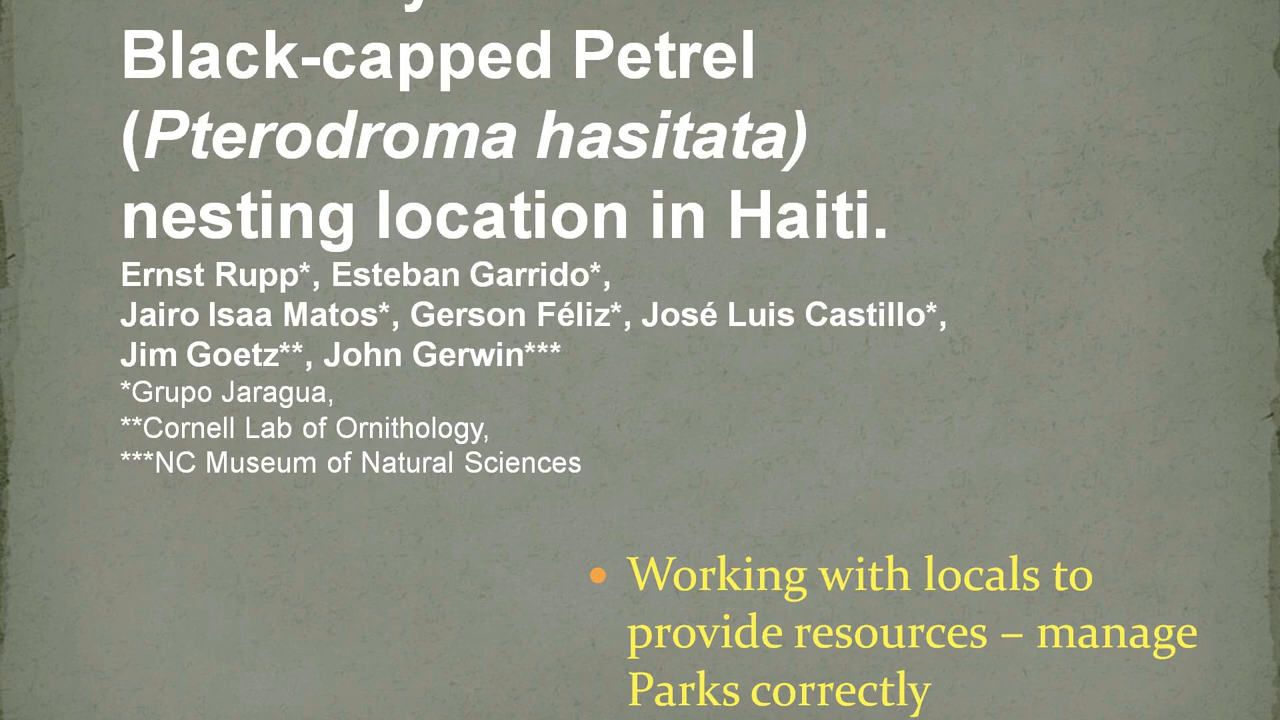 Black-capped Petrel
(Pterodroma hasitata)
nesting location in Haiti.
Ernst Rupp*, Esteban Garrido*,
Jairo Isaa Matos*, Gerson Féliz*, José Luis Castillo*,
Jim Goetz**, John Gerwin***
*Grupo Jaragua,
**Cornell Lab of Ornithology,
***NC Museum of Natural Sciences
• Working with locals to
provide resources – manage
Parks correctly